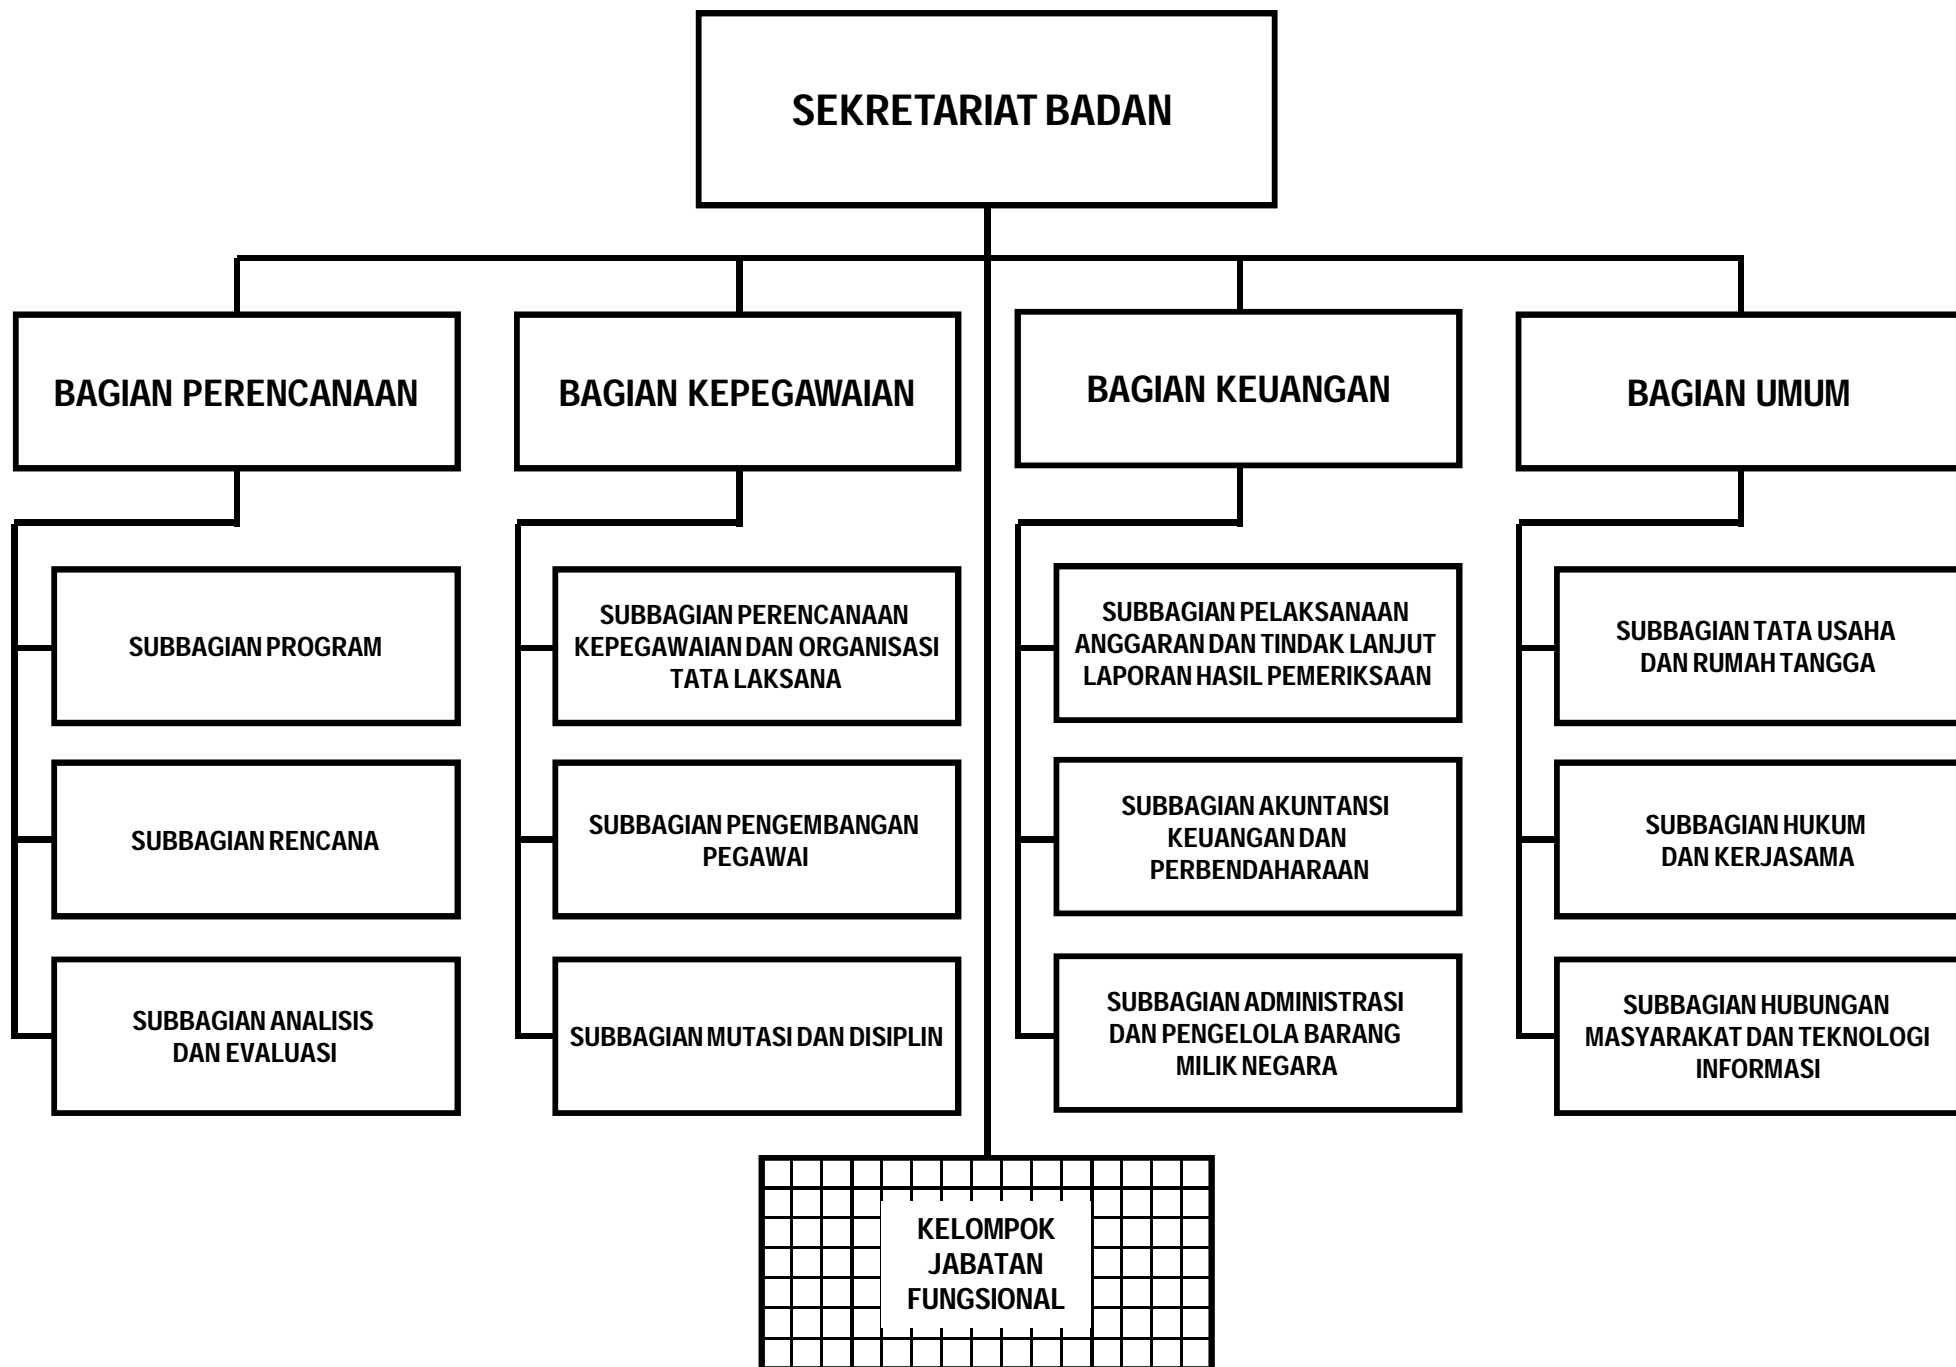 SEKRETARIAT BADAN
BAGIAN PERENCANAAN
BAGIAN KEPEGAWAIAN
BAGIAN KEUANGAN
BAGIAN UMUM
SUBBAGIAN PROGRAM
SUBBAGIAN RENCANA
SUBBAGIAN ANALISIS
DAN EVALUASI
SUBBAGIAN PERENCANAAN
KEPEGAWAIAN DAN ORGANISASI
TATA LAKSANA
SUBBAGIAN PENGEMBANGAN
PEGAWAI
SUBBAGIAN MUTASI DAN DISIPLIN
SUBBAGIAN PELAKSANAAN
ANGGARAN DAN TINDAK LANJUT
LAPORAN HASIL PEMERIKSAAN
SUBBAGIAN AKUNTANSI
KEUANGAN DAN
PERBENDAHARAAN
SUBBAGIAN ADMINISTRASI
DAN PENGELOLA BARANG
MILIK NEGARA
SUBBAGIAN TATA USAHA
DAN RUMAH TANGGA
SUBBAGIAN HUKUM
DAN KERJASAMA
SUBBAGIAN HUBUNGAN
MASYARAKAT DAN TEKNOLOGI
INFORMASI
KELOMPOK
JABATAN
FUNGSIONAL